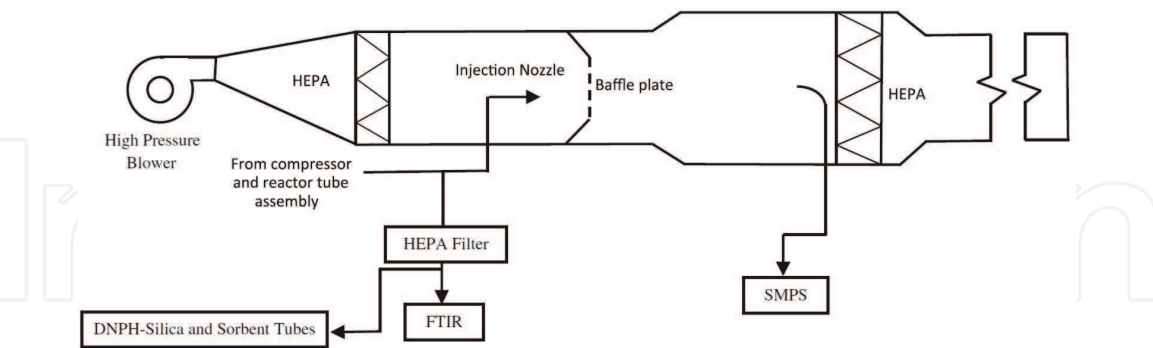 HEPA
Injection Nozzle
Baffle plate
HEPA
High Pressure
Blower
From compressor
and reactor tube
assembly
HEPA Filter
SMPS
DNPH-Silica and Sorbent Tubes
FTIR